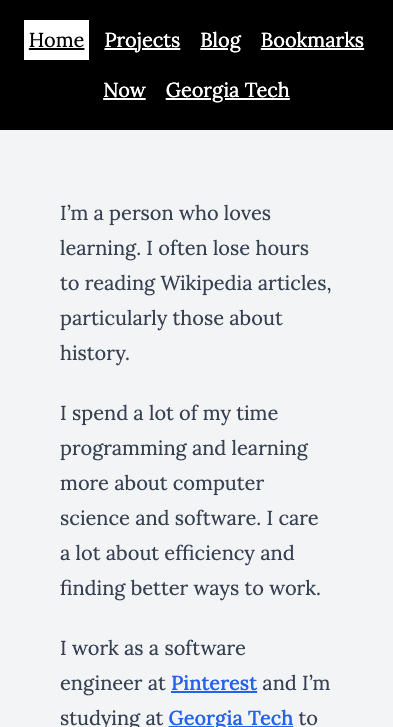 Home Projects Blog Bookmarks
Now Georgia Tech
I’m a person who loves
learning. I often lose hours
to reading Wikipedia articles,
particularly those about
history.
I spend a lot of my time
programming and learning
more about computer
science and software. I care
a lot about efficiency and
finding better ways to work.
I work as a software
engineer at Pinterest and I’m
studying at Georgia Tech to